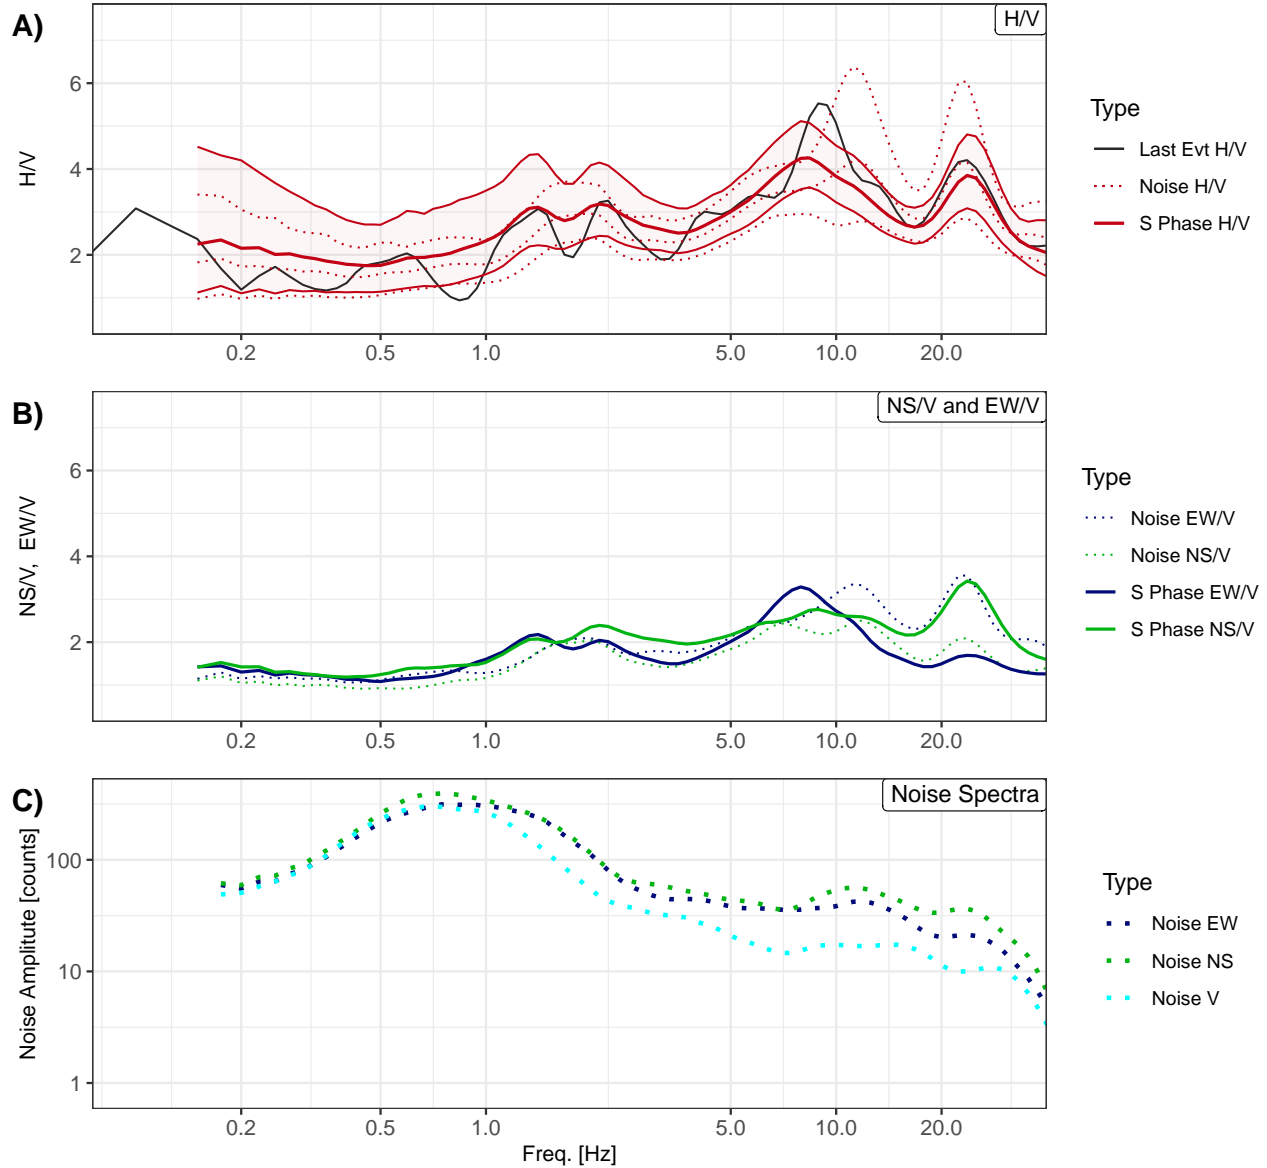 A)
H/V
H/V
6
4
2
0.2 0.5 1.0 5.0 10.0 20.0
Type
Last Evt H/V
Noise H/V
S Phase H/V
B)
NS/V and EW/V
NS/V,  EW/V
6
4
2
0.2 0.5 1.0 5.0 10.0 20.0
Type
Noise EW/V
Noise NS/V
S Phase EW/V
S Phase NS/V
C)
Noise Spectra
Noise Amplitute [counts]
100
10
1
0.2 0.5 1.0 5.0 10.0 20.0
Freq. [Hz]
Type
Noise EW
Noise NS
Noise V